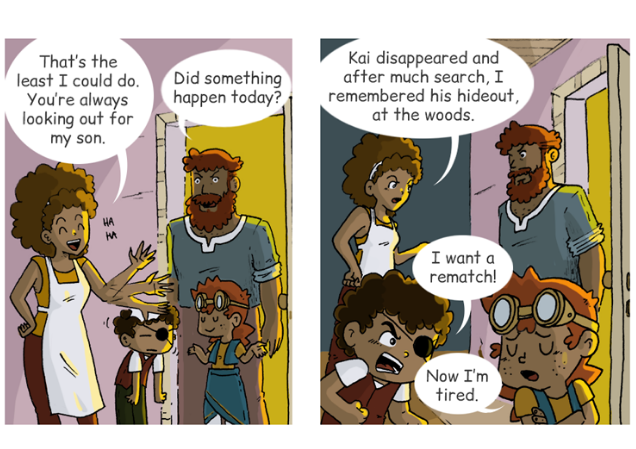 That's the
least I could do.
You're always
looking out for
my son.
Did something
happen today?
HA
HA
:(
Kai disappeared and
after much search, I
remembered his hideout,
at the woods.
I want a
rematch!
Now I'm
tired.